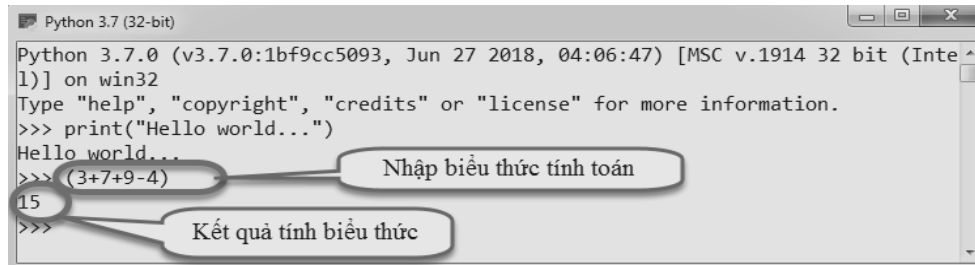 Python 3.7 (32-bit)
Python 3.7.0 (v3.7.0:1bf9cc5093, Jun 27 2018, 04:06:47) [MSC v.1914 32 bit (Inte
l)] on win32
Type "help", "copyright", "credits" or "license" for more information.
>>> print("Hello world...")
Hello world...
>>> (3+7+9-4)
Nhập biểu thức tính toán
15
>>>
Kết quả tính biểu thức